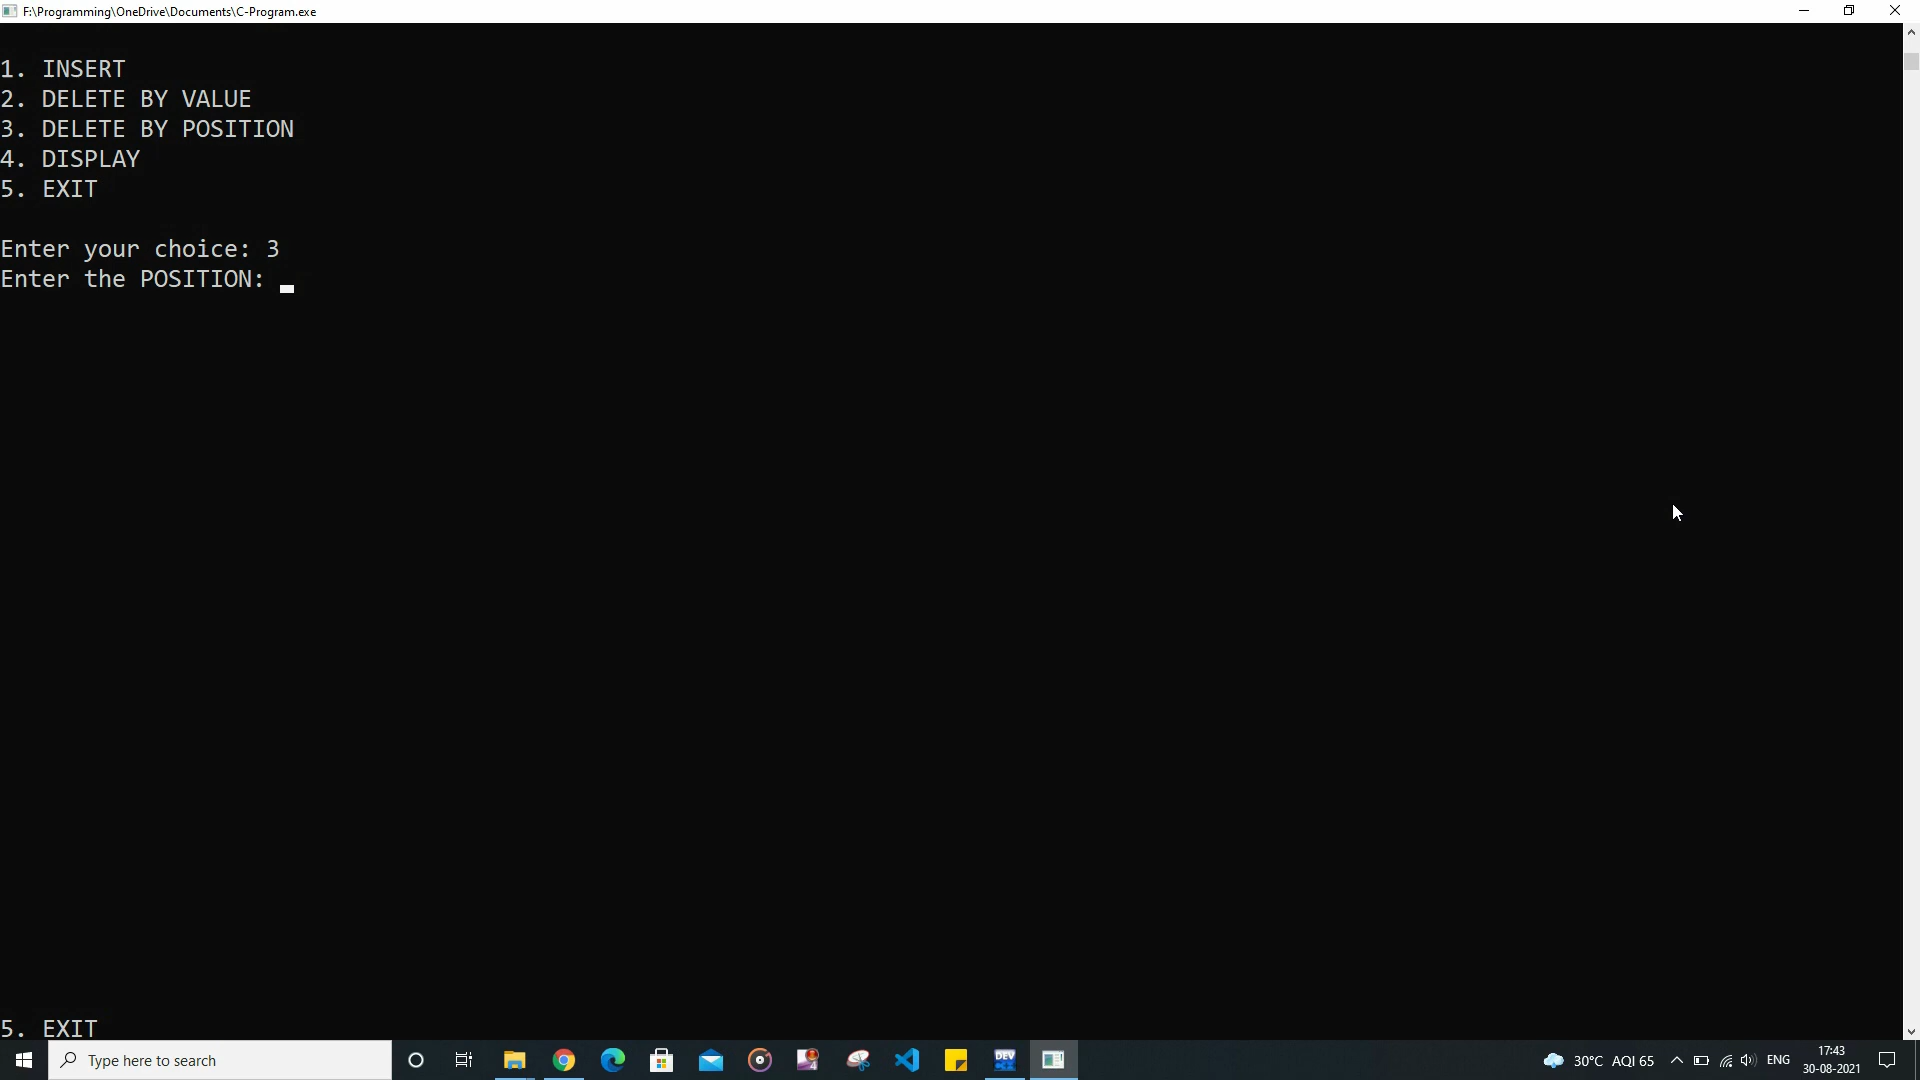 F:\Programming\OneDrive\Documents\C-Program.exe
1. INSERT
2. DELETE BY VALUE
3. DELETE BY POSITION
4. DISPLAY
5. EXIT
Enter your choice: 3
Enter the POSITION:
5. EXIT
Type here to search
DEV
30°C AQI 65
ENG
17:43
30-08-2021